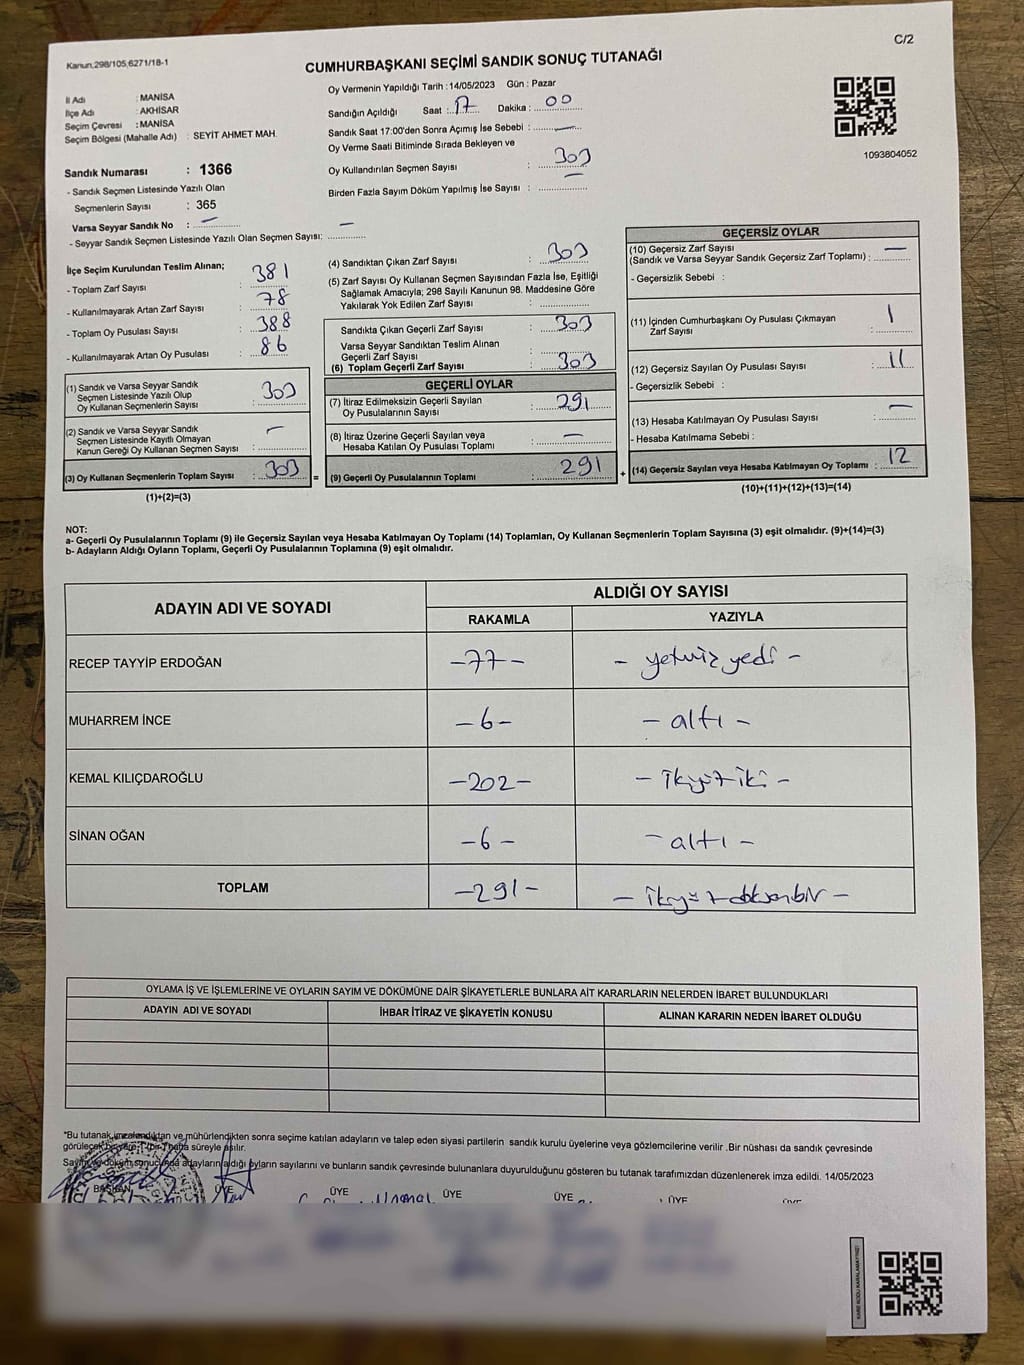 C/2
Kanun,298/105,6271/18-1
CUMHURBAŞKANI SEÇİMİ SANDIK SONUÇ TUTANAĞI
İl Adı : MANİSA
İlçe Adı : AKHİSAR
Seçim Çevresi : MANİSA
Seçim Bölgesi (Mahalle Adı) : SEYİT AHMET MAH.
Sandık Numarası : 1366
- Sandık Seçmen Listesinde Yazılı Olan
Seçmenlerin Sayısı : 365
Varsa Seyyar Sandık No : –
- Seyyar Sandık Seçmen Listesinde Yazılı Olan Seçmen Sayısı: –
Oy Vermenin Yapıldığı Tarih :14/05/2023 Gün : Pazar
Sandığın Açıldığı Saat : 17 Dakika : 00
Sandık Saat 17:00'den Sonra Açımış İse Sebebi : –
Oy Verme Saati Bitiminde Sırada Bekleyen ve
Oy Kullandırılan Seçmen Sayısı : 303
–
Birden Fazla Sayım Döküm Yapılmış İse Sayısı :
1093804052
İlçe Seçim Kurulundan Teslim Alınan;
- Toplam Zarf Sayısı : 381
- Kullanılmayarak Artan Zarf Sayısı : 78
- Toplam Oy Pusulası Sayısı : 388
- Kullanılmayarak Artan Oy Pusulası : 86
(1) Sandık ve Varsa Seyyar Sandık
Seçmen Listesinde Yazılı Olup
Oy Kullanan Seçmenlerin Sayısı : 303
(2) Sandık ve Varsa Seyyar Sandık
Seçmen Listesinde Kayıtlı Olmayan
Kanun Gereği Oy Kullanan Seçmen Sayısı : –
(3) Oy Kullanan Seçmenlerin Toplam Sayısı : 303
(1)+(2)=(3)
(4) Sandıktan Çıkan Zarf Sayısı : 303
(5) Zarf Sayısı Oy Kullanan Seçmen Sayısından Fazla İse, Eşitliği
Sağlamak Amacıyla; 298 Sayılı Kanunun 98. Maddesine Göre
Yakılarak Yok Edilen Zarf Sayısı :
Sandıkta Çıkan Geçerli Zarf Sayısı : 303
Varsa Seyyar Sandıktan Teslim Alınan
Geçerli Zarf Sayısı :
(6) Toplam Geçerli Zarf Sayısı : 303
GEÇERLİ OYLAR
(7) İtiraz Edilmeksizin Geçerli Sayılan
Oy Pusulalarının Sayısı : 291
(8) İtiraz Üzerine Geçerli Sayılan veya
Hesaba Katılan Oy Pusulası Toplamı : –
= (9) Geçerli Oy Pusulalarının Toplamı : 291
GEÇERSİZ OYLAR
(10) Geçersiz Zarf Sayısı
(Sandık ve Varsa Seyyar Sandık Geçersiz Zarf Toplamı) : –
- Geçersizlik Sebebi :
(11) İçinden Cumhurbaşkanı Oy Pusulası Çıkmayan
Zarf Sayısı : 1
(12) Geçersiz Sayılan Oy Pusulası Sayısı : 11
- Geçersizlik Sebebi :
(13) Hesaba Katılmayan Oy Pusulası Sayısı : –
- Hesaba Katılmama Sebebi :
+ (14) Geçersiz Sayılan veya Hesaba Katılmayan Oy Toplamı : 12
(10)+(11)+(12)+(13)=(14)
NOT:
a- Geçerli Oy Pusulalarının Toplamı (9) ile Geçersiz Sayılan veya Hesaba Katılmayan Oy Toplamı (14) Toplamları, Oy Kullanan Seçmenlerin Toplam Sayısına (3) eşit olmalıdır. (9)+(14)=(3)
b- Adayların Aldığı Oyların Toplamı, Geçerli Oy Pusulalarının Toplamına (9) eşit olmalıdır.
ADAYIN ADI VE SOYADI ALDIĞI OY SAYISI
RAKAMLA YAZIYLA
RECEP TAYYİP ERDOĞAN –77– – yetmiz yedi –
MUHARREM İNCE –6– – altı –
KEMAL KILIÇDAROĞLU –202– – ikiyüz iki –
SİNAN OĞAN –6– – altı –
TOPLAM –291– – ikiyüz doksanbir –
OYLAMA İŞ VE İŞLEMLERİNE VE OYLARIN SAYIM VE DÖKÜMÜNE DAİR ŞİKAYETLERLE BUNLARA AİT KARARLARIN NELERDEN İBARET BULUNDUKLARI
ADAYIN ADI VE SOYADI İHBAR İTİRAZ VE ŞİKAYETİN KONUSU ALINAN KARARIN NEDEN İBARET OLDUĞU
*Bu tutanak,imzalandıktan ve mühürlendikten sonra seçime katılan adayların ve talep eden siyasi partilerin sandık kurulu üyelerine veya gözlemcilerine verilir .Bir nüshası da sandık çevresinde
görülecek bir yere 1 (bir) hafta süreyle asılır.
Sayım ve döküm sonucunda adayların aldığı oyların sayılarını ve bunların sandık çevresinde bulunanlara duyurulduğunu gösteren bu tutanak tarafımızdan düzenlenerek imza edildi. 14/05/2023
BAŞKAN ÜYE ÜYE ÜYE ÜYE ÜYE ÜYE
KARE KODU KARALAMAYINIZ!